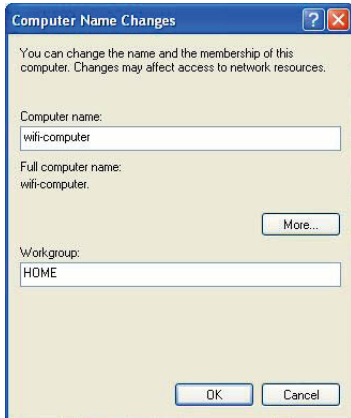 Computer Name Changes
You can change the name and the membership of this
computer. Changes may affect access to network resources.
Computer name:
wifi-computer
Full computer name:
wifi-computer.
More...
Workgroup:
HOME
OK Cancel